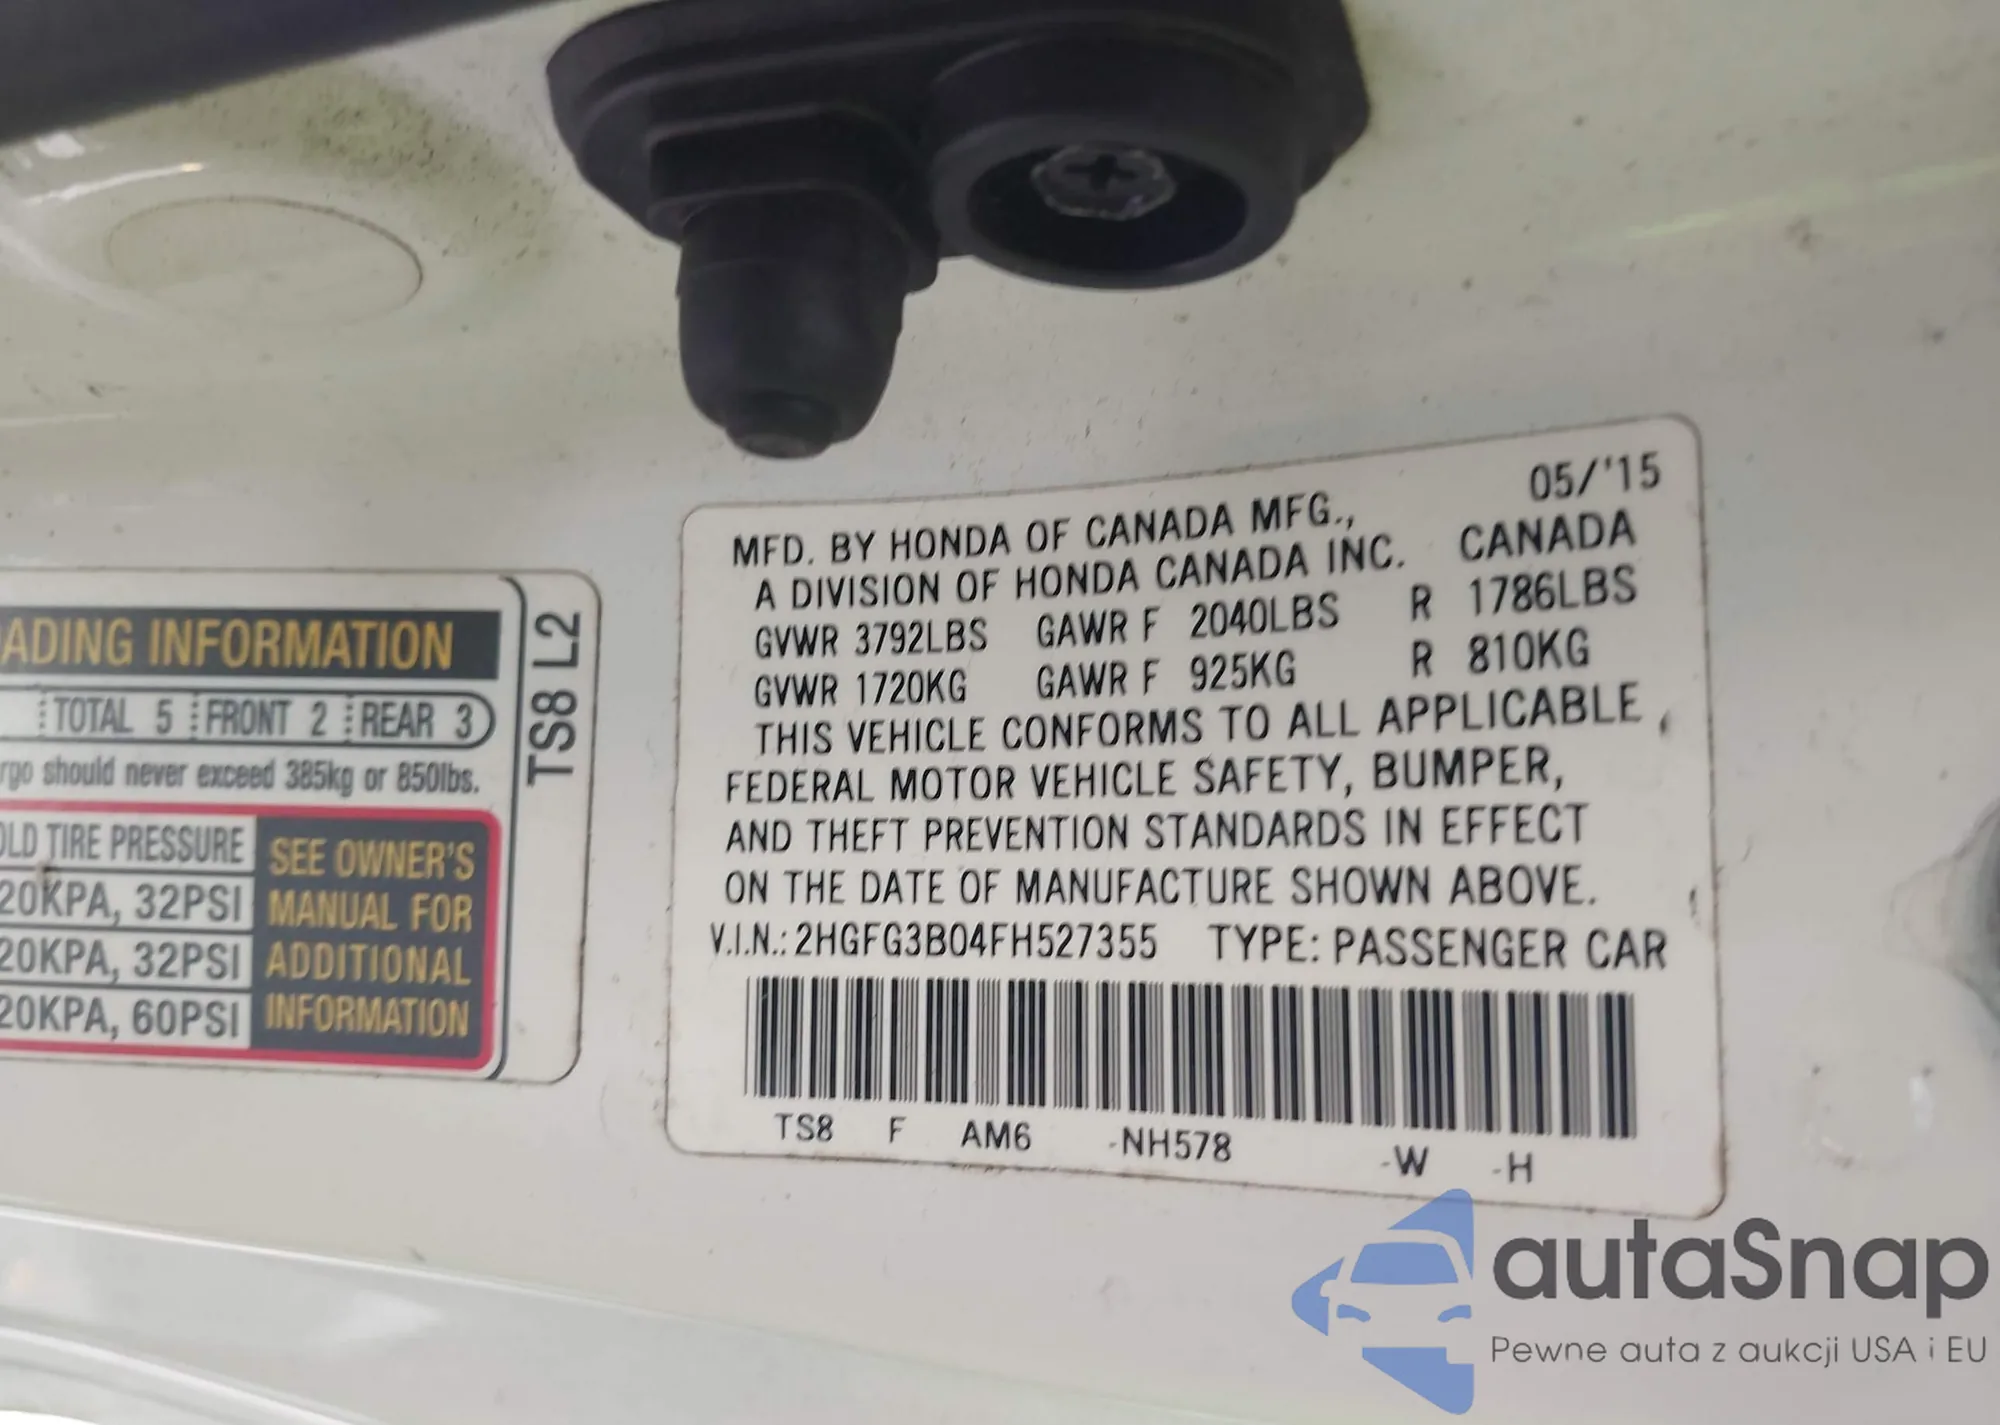 05/'15
MFD. BY HONDA OF CANADA MFG.,
A DIVISION OF HONDA CANADA INC. CANADA
GVWR 3792LBS GAWR F 2040LBS R 1786LBS
GVWR 1720KG GAWR F 925KG R 810KG
THIS VEHICLE CONFORMS TO ALL APPLICABLE
FEDERAL MOTOR VEHICLE SAFETY, BUMPER,
AND THEFT PREVENTION STANDARDS IN EFFECT
ON THE DATE OF MANUFACTURE SHOWN ABOVE.
V.I.N.: 2HGFG3B04FH527355 TYPE: PASSENGER CAR
TS8 F AM6 -NH578 -W -H
ADING INFORMATION
TOTAL 5 FRONT 2 REAR 3
rgo should never exceed 385kg or 850lbs.
OLD TIRE PRESSURE
20KPA, 32PSI
20KPA, 32PSI
20KPA, 60PSI
SEE OWNER'S
MANUAL FOR
ADDITIONAL
INFORMATION
TS8 L2
autaSnap
Pewne auta z aukcji USA i EU